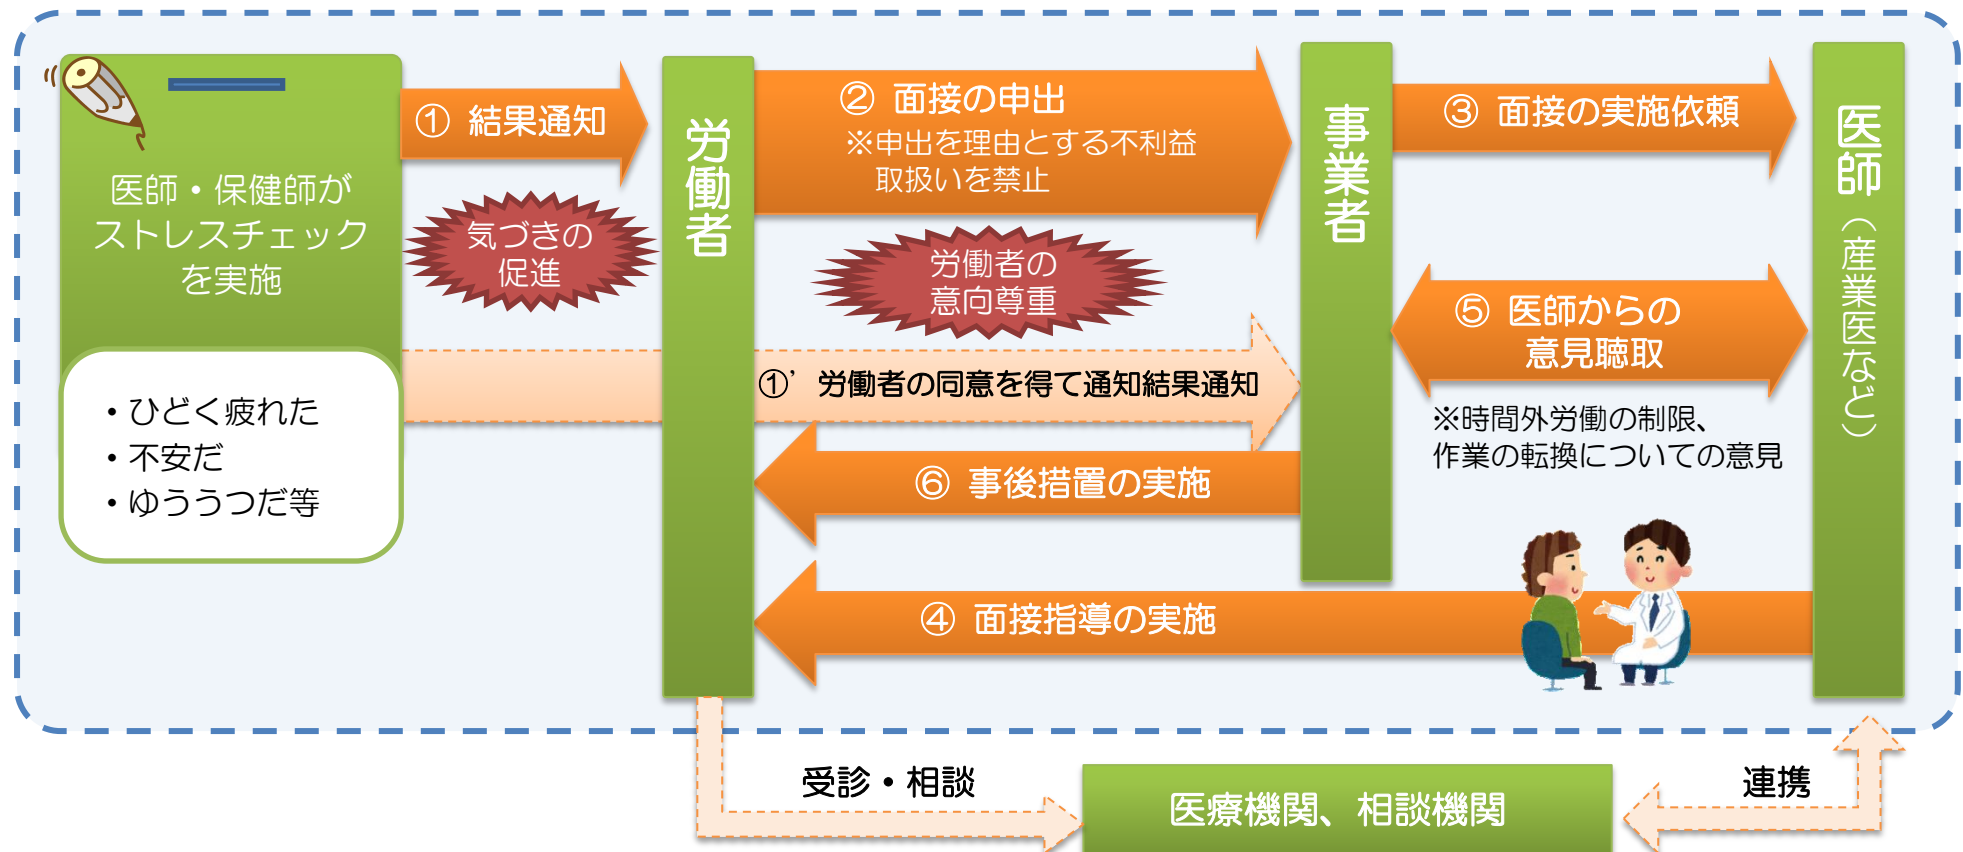 医師・保健師が
ストレスチェック
を実施
・ひどく疲れた
・不安だ
・ゆううつだ等
① 結果通知
気づきの
促進
労働者
② 面接の申出
※申出を理由とする不利益
取扱いを禁止
労働者の
意向尊重
①’労働者の同意を得て通知結果通知
⑥ 事後措置の実施
④ 面接指導の実施
事業者
③ 面接の実施依頼
⑤ 医師からの
意見聴取
※時間外労働の制限、
作業の転換についての意見
医師（産業医など）
受診・相談
医療機関、相談機関
連携